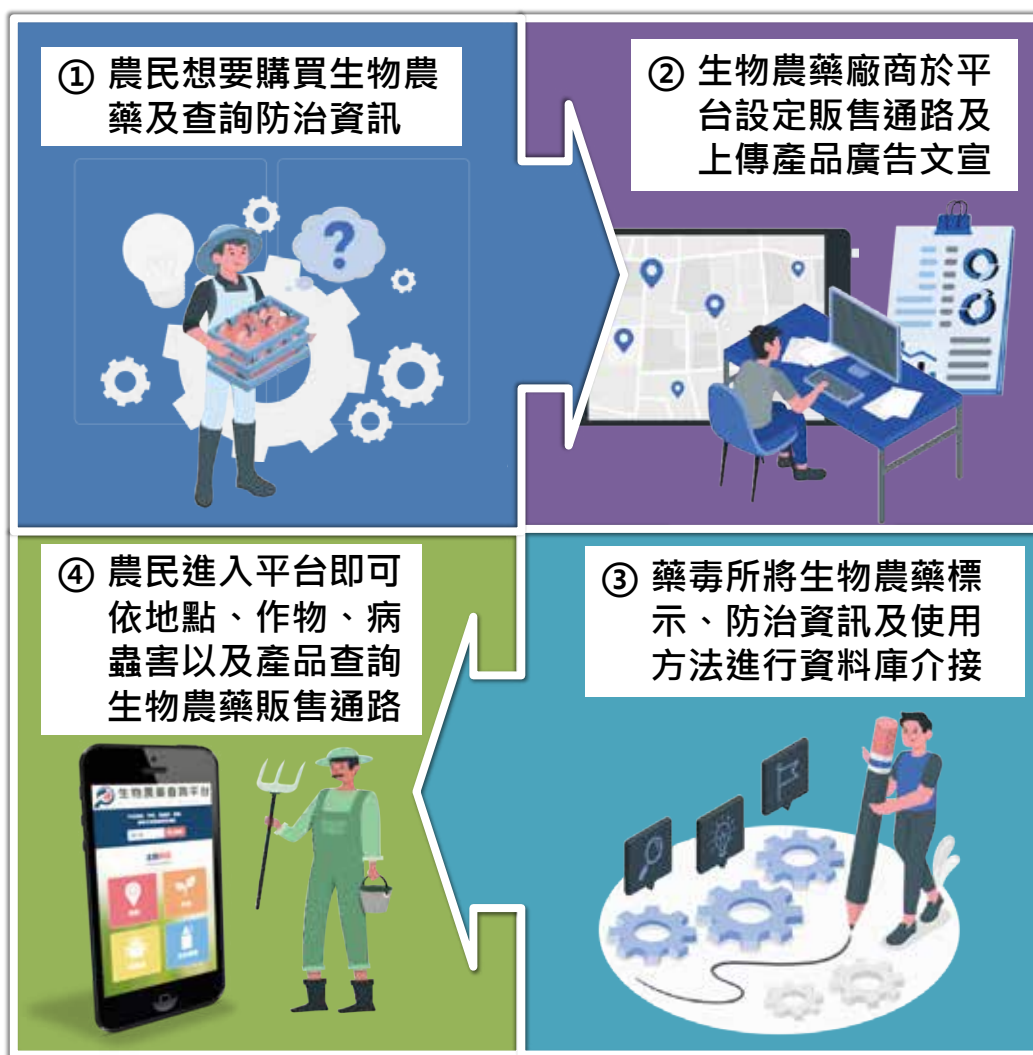 ① 農民想要購買生物農
藥及查詢防治資訊
② 生物農藥廠商於平
台設定販售通路及
上傳產品廣告文宣
③ 藥毒所將生物農藥標
示、防治資訊及使用
方法進行資料庫介接
④ 農民進入平台即可
依地點、作物、病
蟲害以及產品查詢
生物農藥販售通路
生物農藥查詢平台